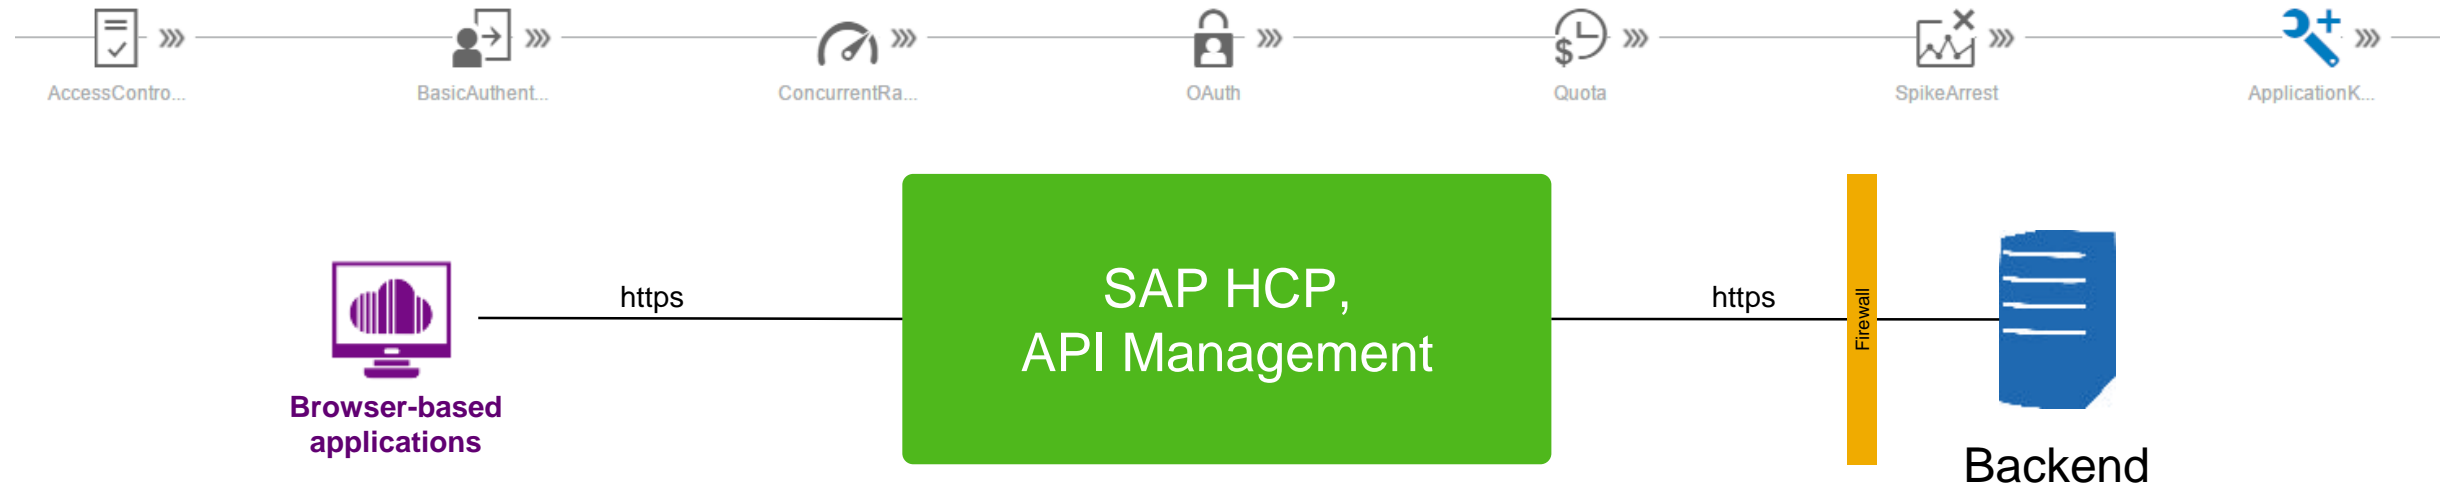 AccessContro...
BasicAuthent...
ConcurrentRa...
OAuth
Quota
SpikeArrest
ApplicationK...
SAP HCP,
API Management
https
https
Firewall
Browser-based
applications
Backend